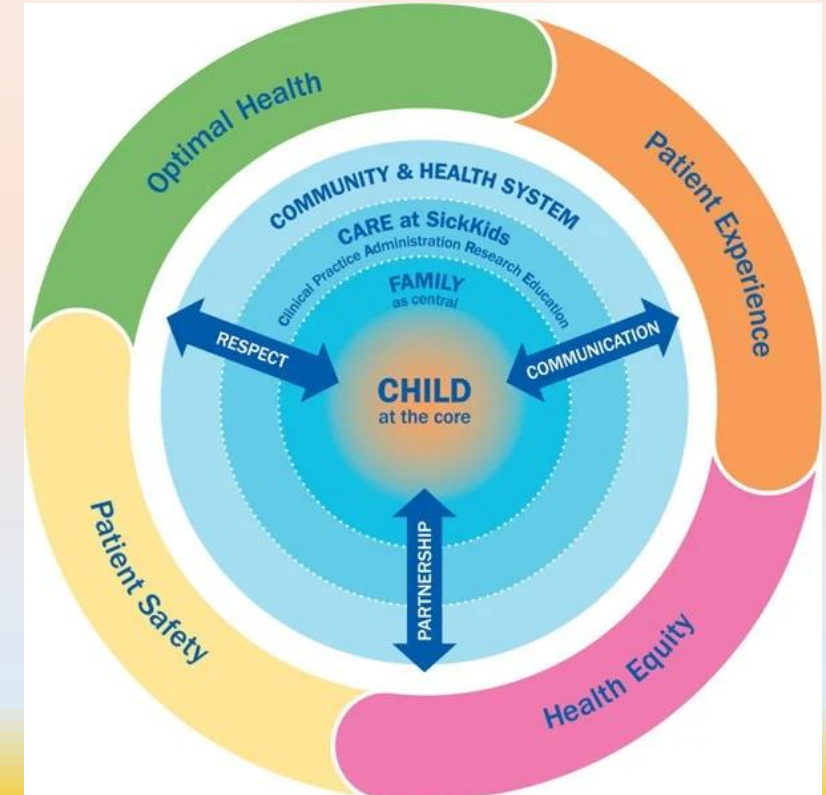 Optimal Health
Patient Experience
COMMUNITY & HEALTH SYSTEM
CARE at SickKids
Clinical Practice Administration Research Education
FAMILY
as central
RESPECT
COMMUNICATION
CHILD
at the core
PARTNERSHIP
Patient Safety
Health Equity